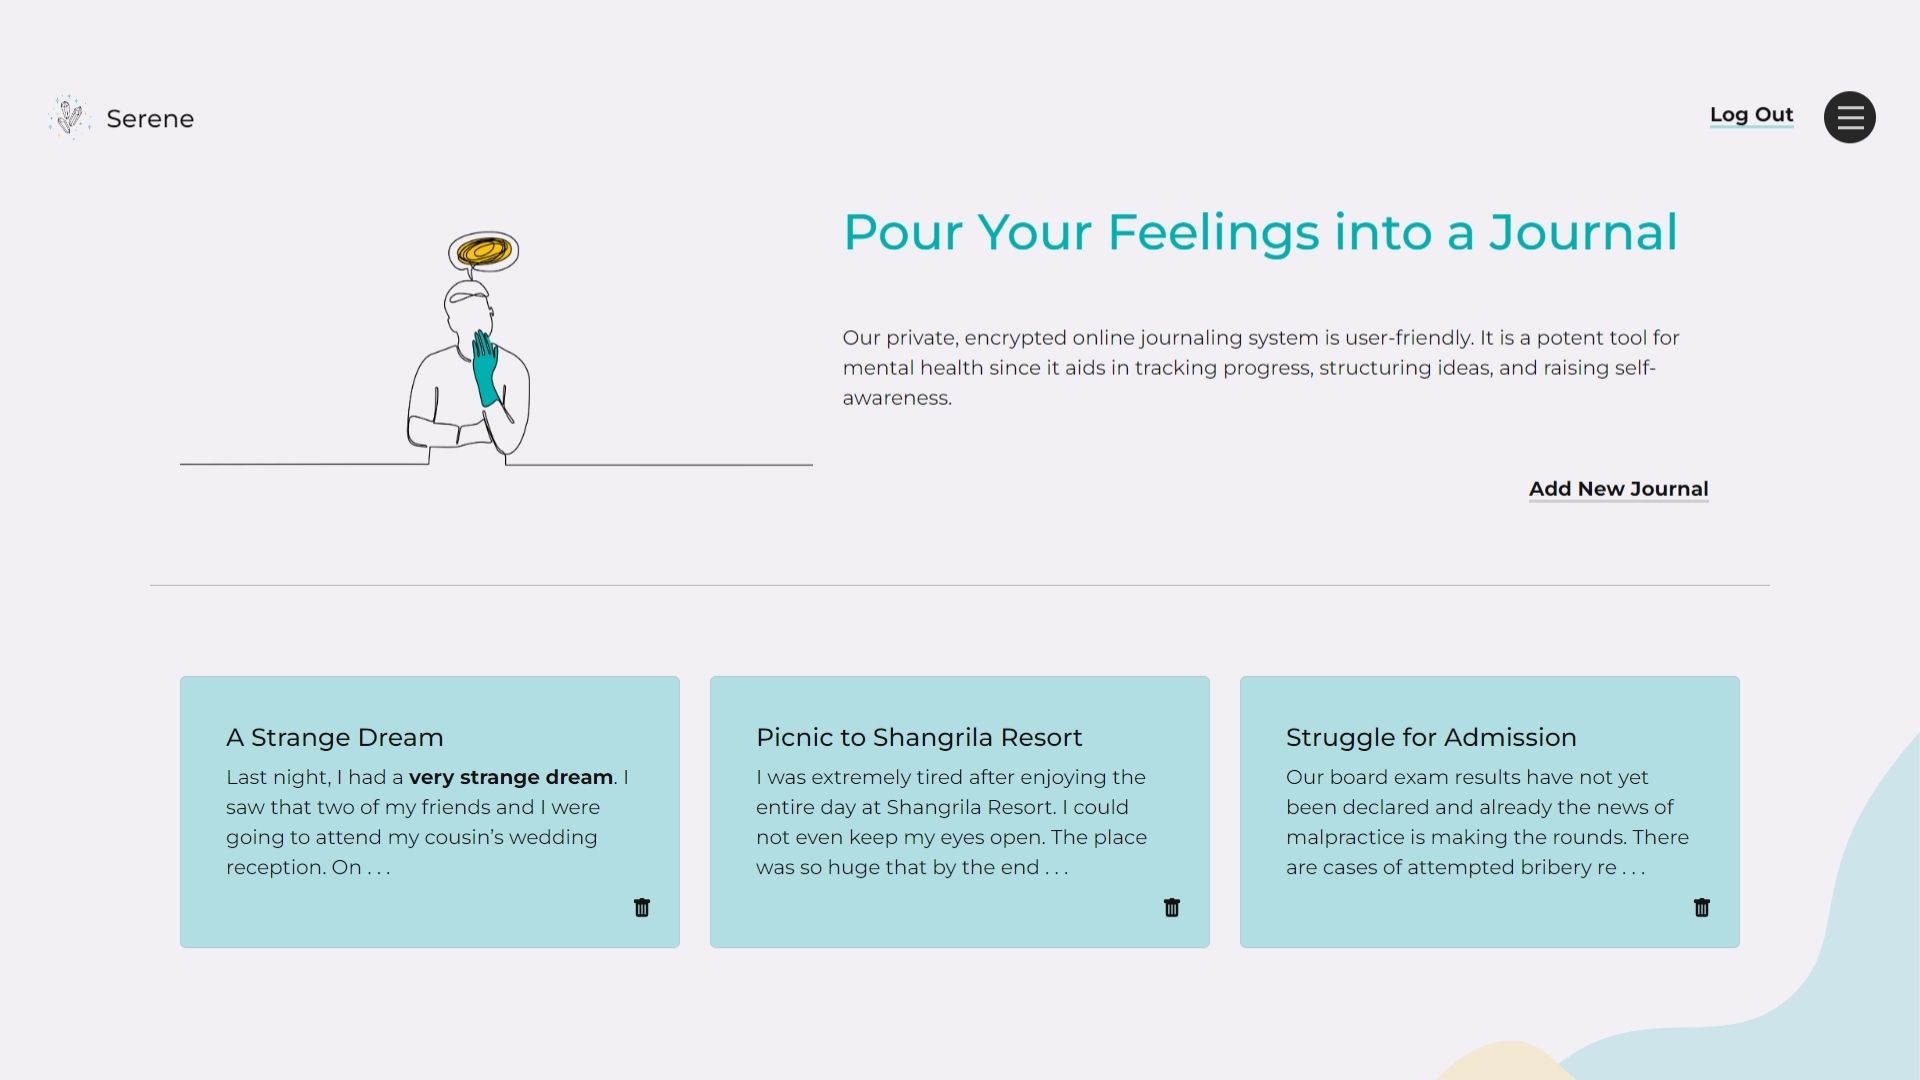 Serene
Log Out
Pour Your Feelings into a Journal
Our private, encrypted online journaling system is user-friendly. It is a potent tool for
mental health since it aids in tracking progress, structuring ideas, and raising self-
awareness.
Add New Journal
A Strange Dream
Last night, I had a very strange dream. I
saw that two of my friends and I were
going to attend my cousin’s wedding
reception. On . . .
Picnic to Shangrila Resort
I was extremely tired after enjoying the
entire day at Shangrila Resort. I could
not even keep my eyes open. The place
was so huge that by the end . . .
Struggle for Admission
Our board exam results have not yet
been declared and already the news of
malpractice is making the rounds. There
are cases of attempted bribery re . . .